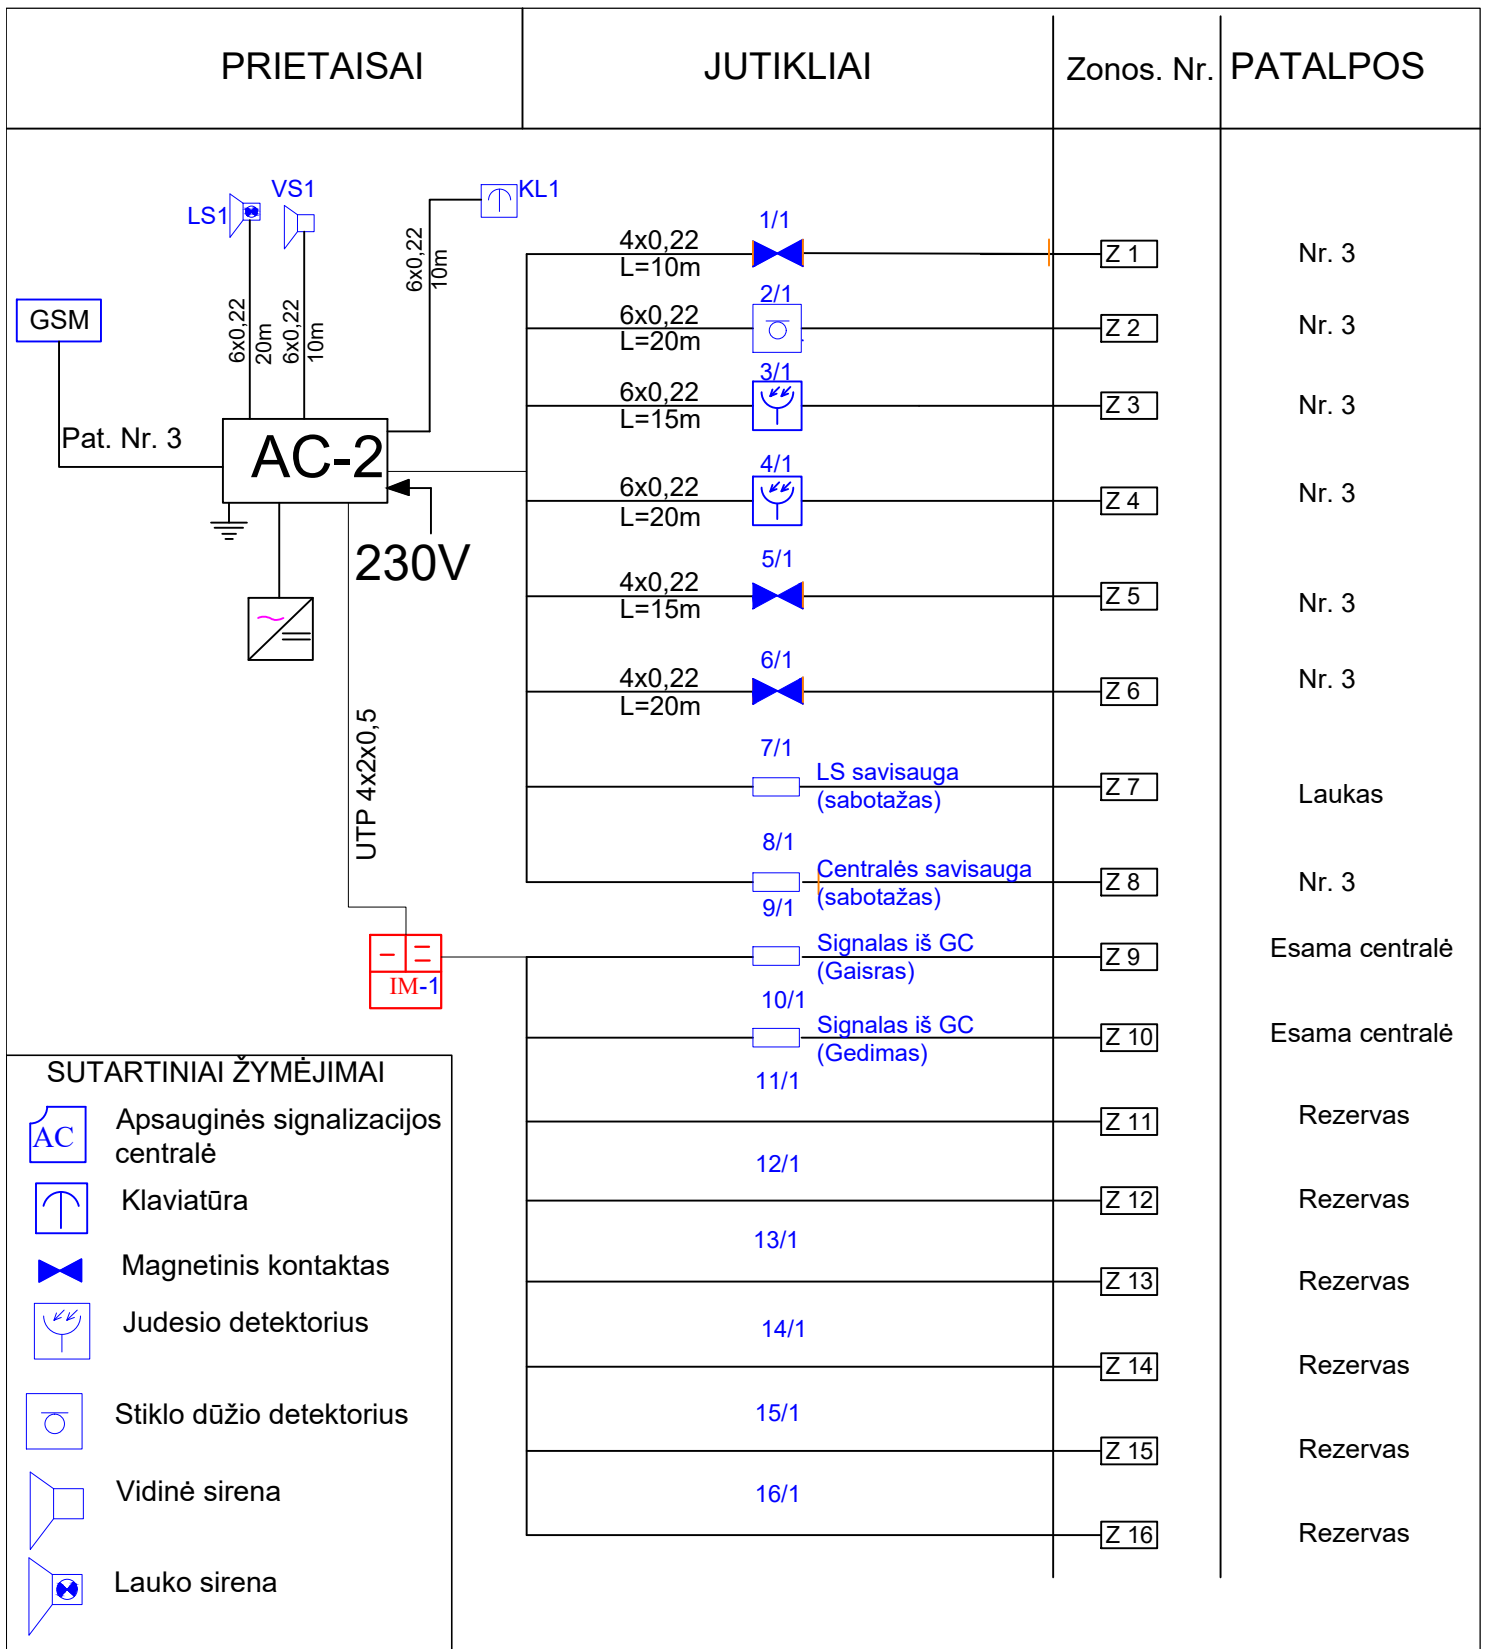 PRIETAISAI
JUTIKLIAI
Zonos. Nr.
PATALPOS
LS1
VS1
KL1
6x0,22
20m
6x0,22
10m
6x0,22
10m
GSM
Pat. Nr. 3
AC-2
230V
UTP 4x2x0,5
IM-1
1/1
4x0,22
L=10m
Z 1
Nr. 3
2/1
6x0,22
L=20m
Z 2
Nr. 3
3/1
6x0,22
L=15m
Z 3
Nr. 3
4/1
6x0,22
L=20m
Z 4
Nr. 3
5/1
4x0,22
L=15m
Z 5
Nr. 3
6/1
4x0,22
L=20m
Z 6
Nr. 3
7/1
LS savisauga
(sabotažas)
Z 7
Laukas
8/1
Centralės savisauga
(sabotažas)
Z 8
Nr. 3
9/1
Signalas iš GC
(Gaisras)
Z 9
Esama centralė
10/1
Signalas iš GC
(Gedimas)
Z 10
Esama centralė
11/1
Z 11
Rezervas
12/1
Z 12
Rezervas
13/1
Z 13
Rezervas
14/1
Z 14
Rezervas
15/1
Z 15
Rezervas
16/1
Z 16
Rezervas
SUTARTINIAI ŽYMĖJIMAI
AC
Apsauginės signalizacijos
centralė
Klaviatūra
Magnetinis kontaktas
Judesio detektorius
Stiklo dūžio detektorius
Vidinė sirena
Lauko sirena